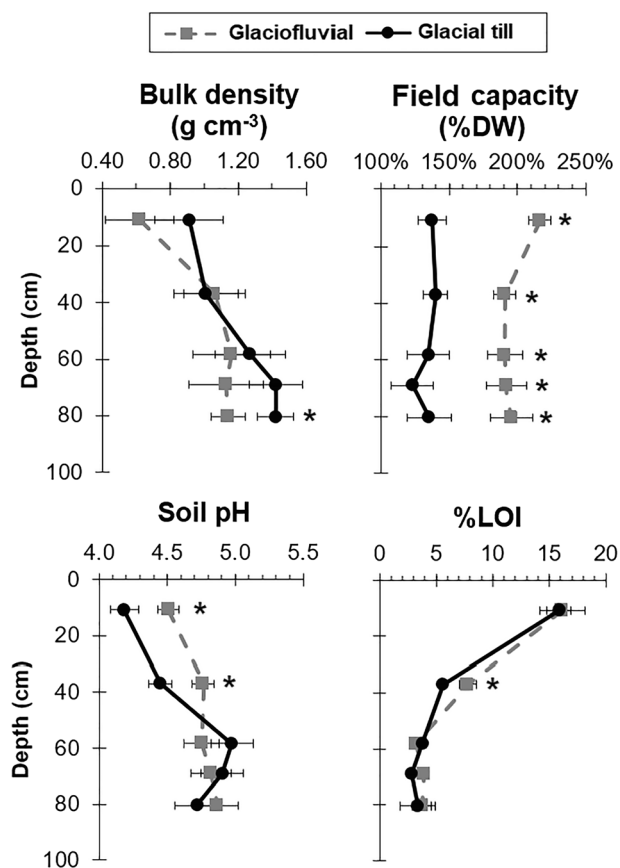 Glaciofluvial Glacial till
Bulk density
(g cm-3)
0.40 0.80 1.20 1.60
Depth (cm)
0
20
40
60
80
100
*
Field capacity
(%DW)
100% 150% 200% 250%
*
*
*
*
*
Soil pH
4.0 4.5 5.0 5.5
Depth (cm)
0
20
40
60
80
100
*
*
%LOI
0 5 10 15 20
*